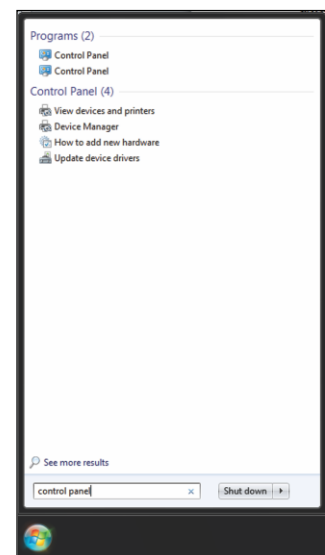 Programs (2)
Control Panel
Control Panel
Control Panel (4)
View devices and printers
Device Manager
How to add new hardware
Update device drivers
See more results
control panel
Shut down